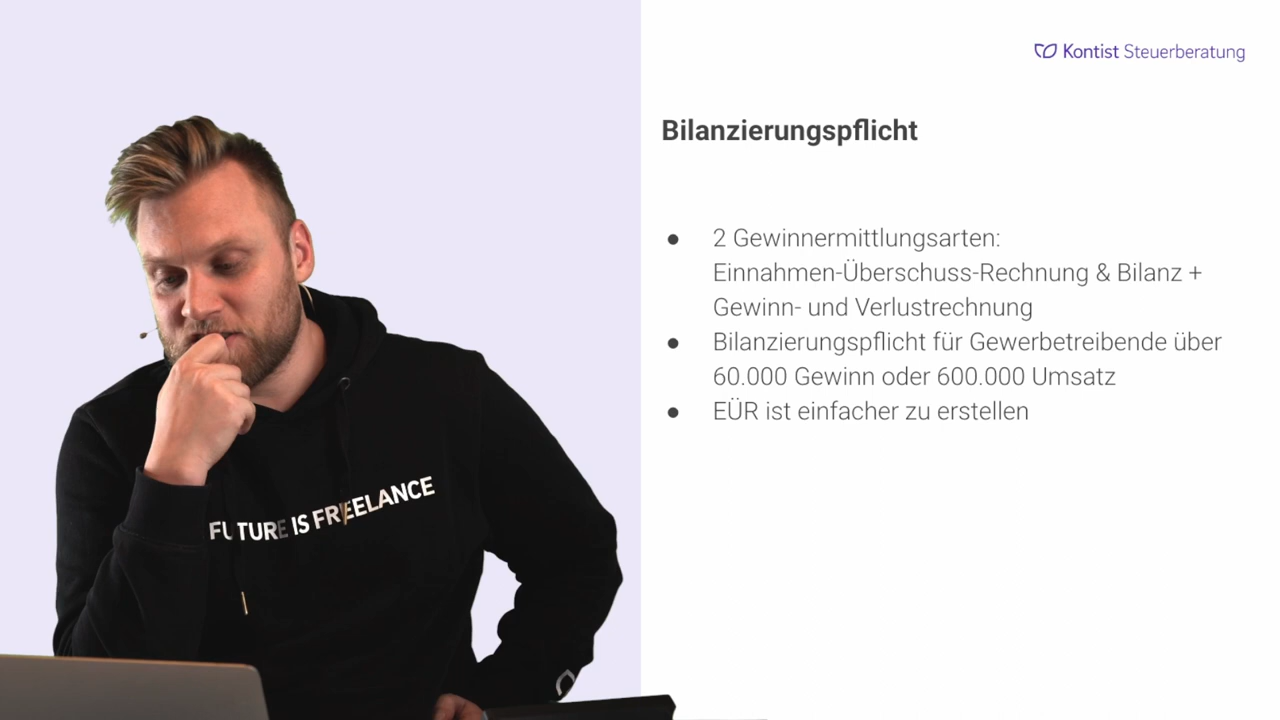 Kontist Steuerberatung
Bilanzierungspflicht
● 2 Gewinnermittlungsarten:
Einnahmen-Überschuss-Rechnung & Bilanz +
Gewinn- und Verlustrechnung
● Bilanzierungspflicht für Gewerbetreibende über
60.000 Gewinn oder 600.000 Umsatz
● EÜR ist einfacher zu erstellen
FUTURE IS FREELANCE